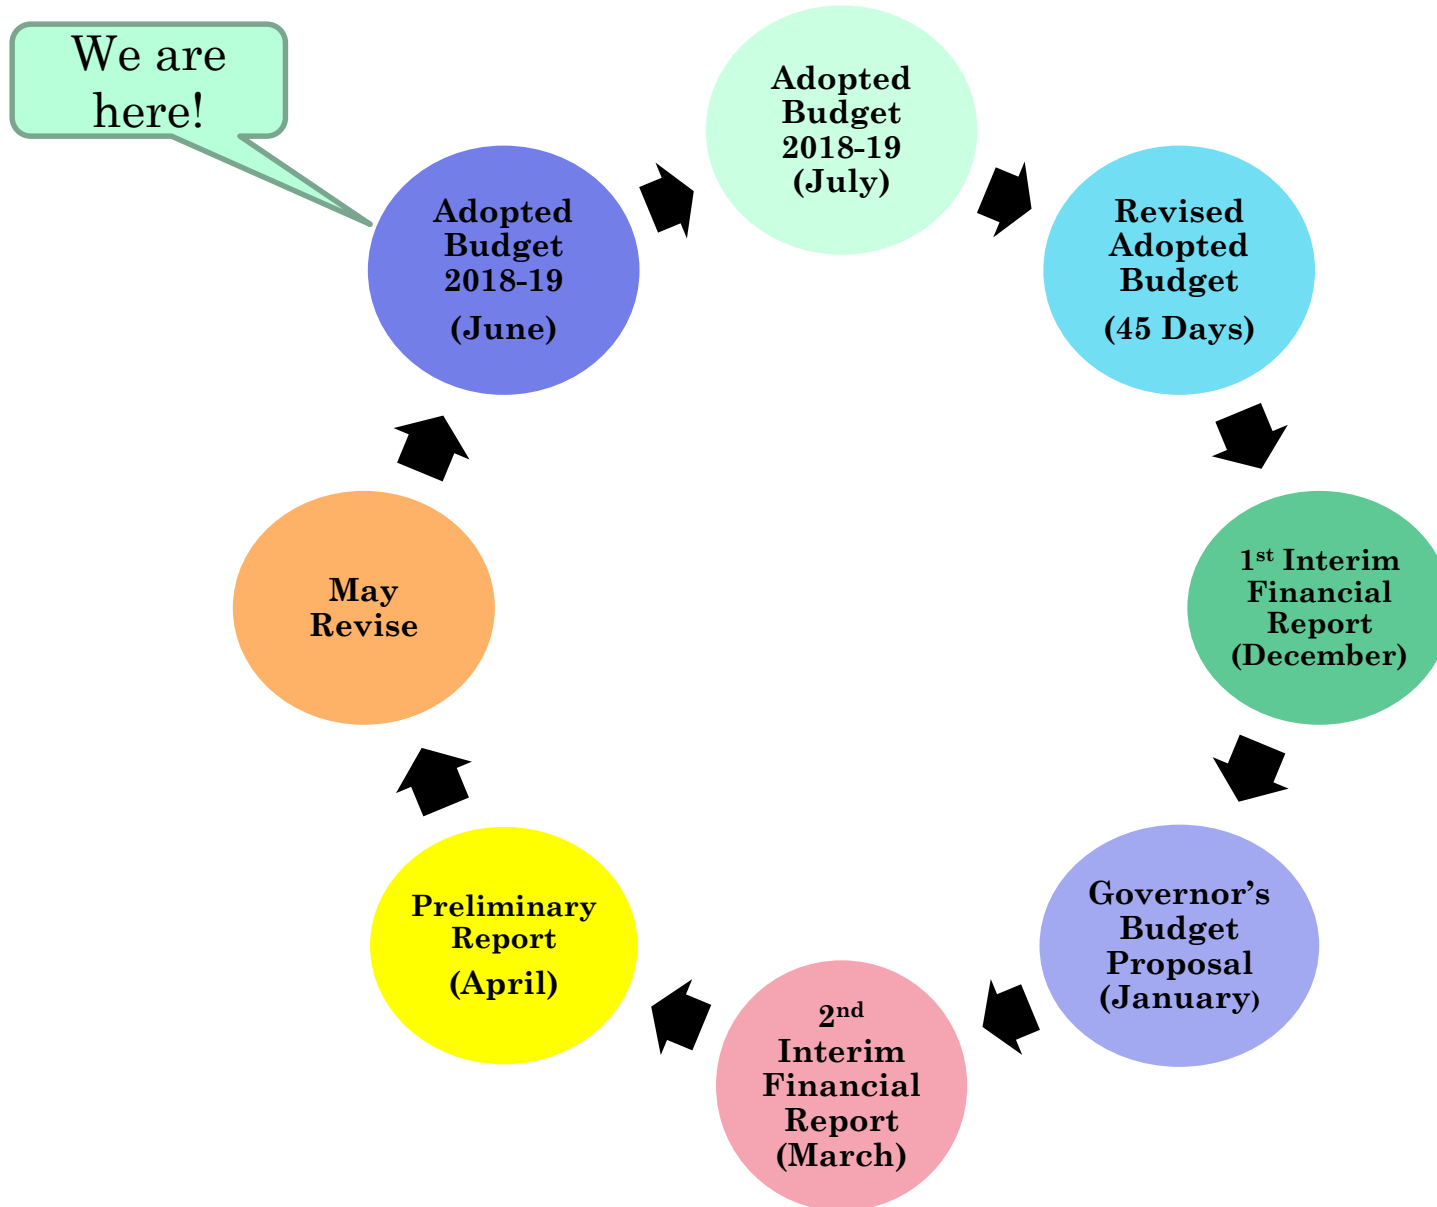 We are
here!
Adopted
Budget
2018-19
(July)
Revised
Adopted
Budget
(45 Days)
1st Interim
Financial
Report
(December)
Governor's
Budget
Proposal
(January)
2nd
Interim
Financial
Report
(March)
Preliminary
Report
(April)
May
Revise
Adopted
Budget
2018-19
(June)